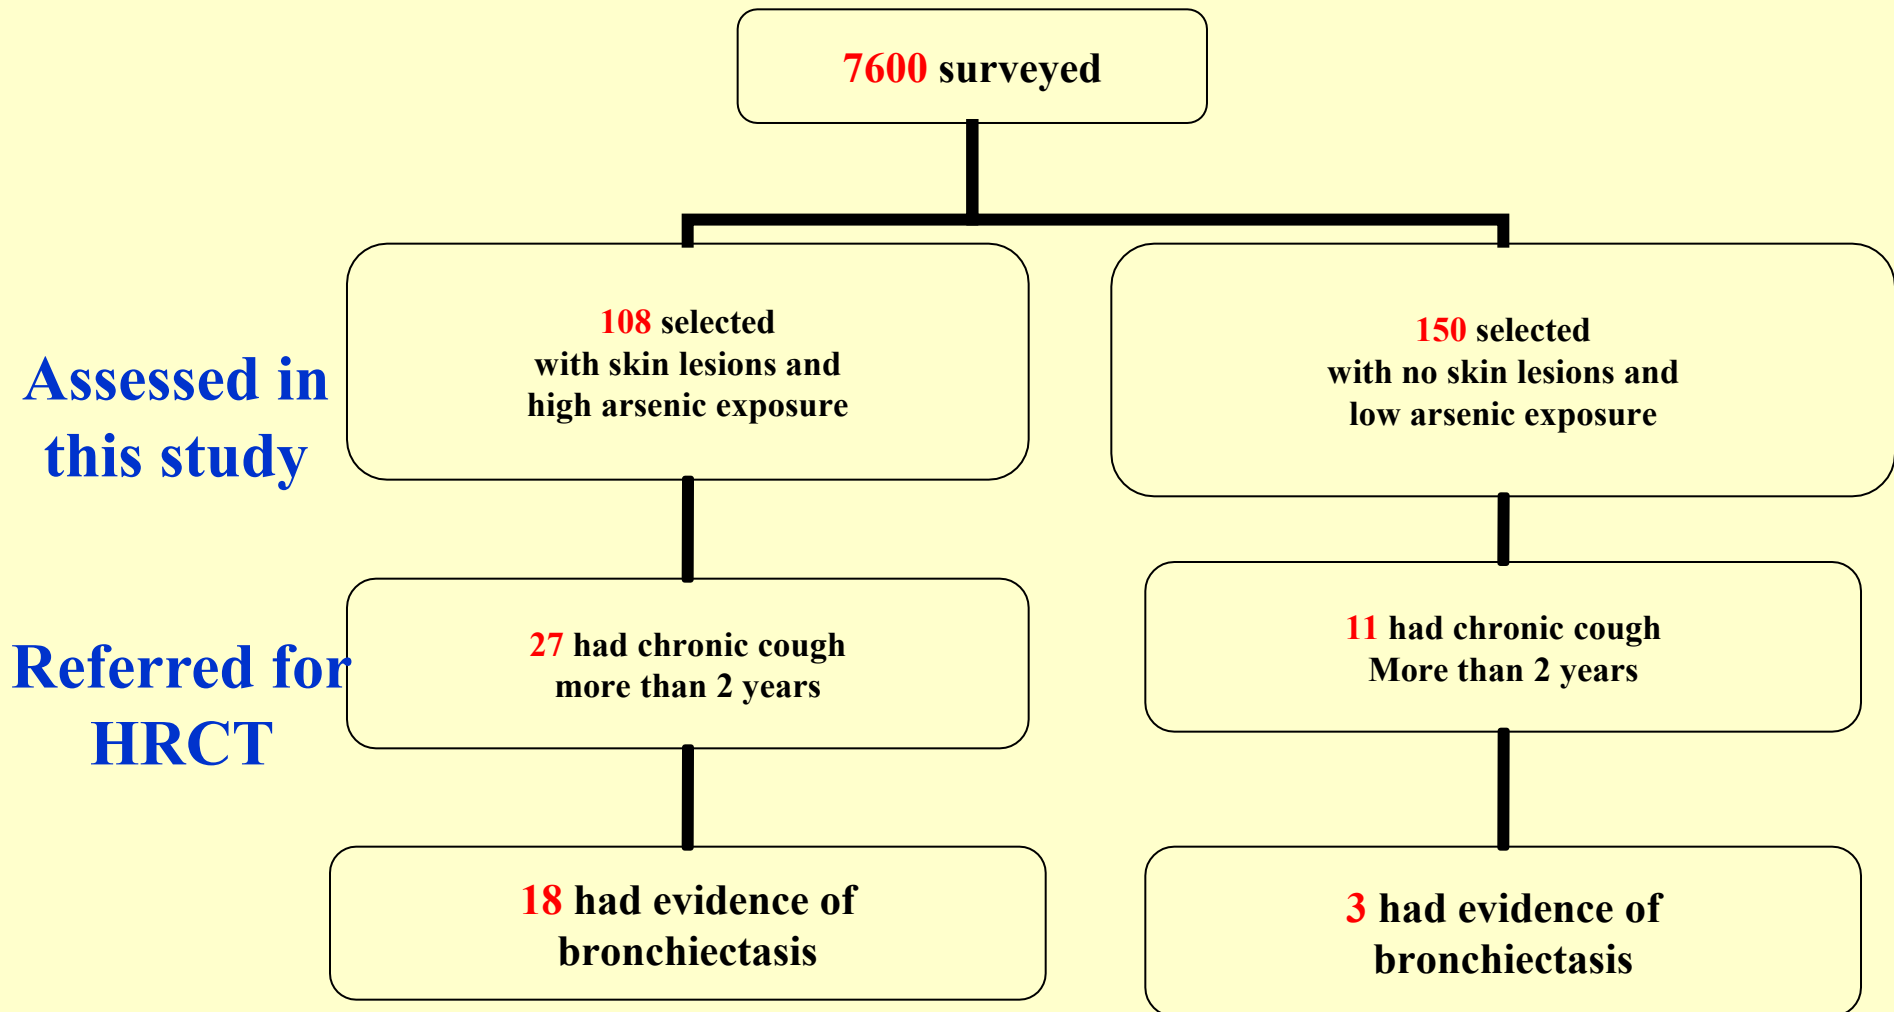 7600 surveyed
Assessed in
this study
108 selected
with skin lesions and
high arsenic exposure
150 selected
with no skin lesions and
low arsenic exposure
Referred for
HRCT
27 had chronic cough
more than 2 years
11 had chronic cough
More than 2 years
18 had evidence of
bronchiectasis
3 had evidence of
bronchiectasis